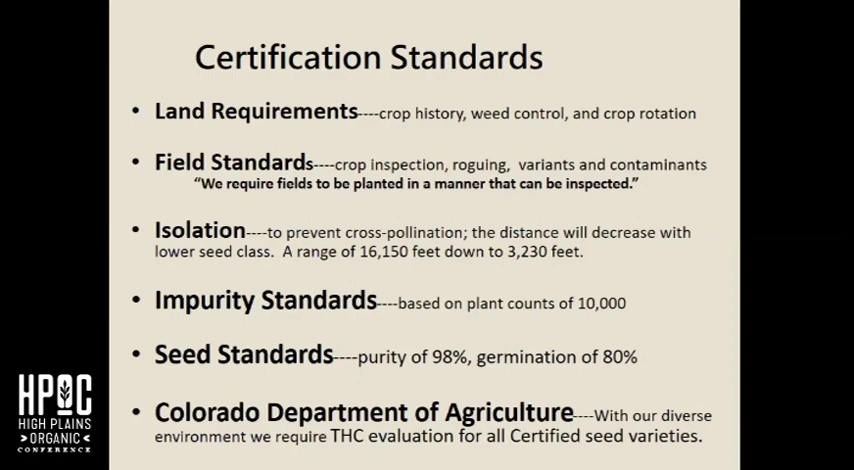 Certification Standards
• Land Requirements----crop history, weed control, and crop rotation
• Field Standards----crop inspection, roguing, variants and contaminants
“We require fields to be planted in a manner that can be inspected.”
• Isolation----to prevent cross-pollination; the distance will decrease with
lower seed class. A range of 16,150 feet down to 3,230 feet.
• Impurity Standards----based on plant counts of 10,000
• Seed Standards----purity of 98%, germination of 80%
• Colorado Department of Agriculture----With our diverse
environment we require THC evaluation for all Certified seed varieties.
HPOC
HIGH PLAINS
ORGANIC
CONFERENCE